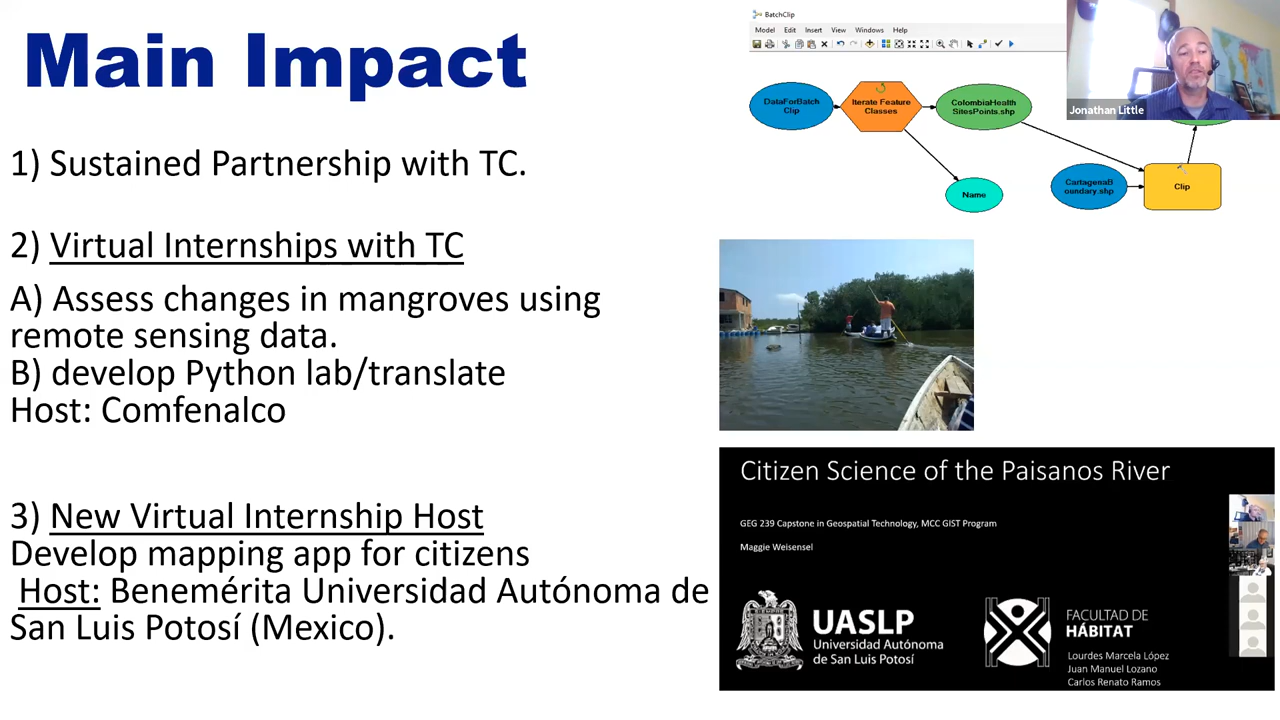 Main Impact
1) Sustained Partnership with TC.
2) Virtual Internships with TC
A) Assess changes in mangroves using
remote sensing data.
B) develop Python lab/translate
Host: Comfenalco
3) New Virtual Internship Host
Develop mapping app for citizens
Host: Benemérita Universidad Autónoma de
San Luis Potosí (Mexico).
BatchClip
Model Edit Insert View Windows Help
DataForBatch
Clip
Iterate Feature
Classes
ColombiaHealth
SitesPoints.shp
Name
CartagenaB
oundary.shp
Clip
Jonathan Little
Citizen Science of the Paisanos River
GEG 239 Capstone in Geospatial Technology, MCC GIST Program
Maggie Weisensel
UASLP
Universidad Autónoma
de San Luis Potosí
FACULTAD DE
HÁBITAT
Lourdes Marcela López
Juan Manuel Lozano
Carlos Renato Ramos